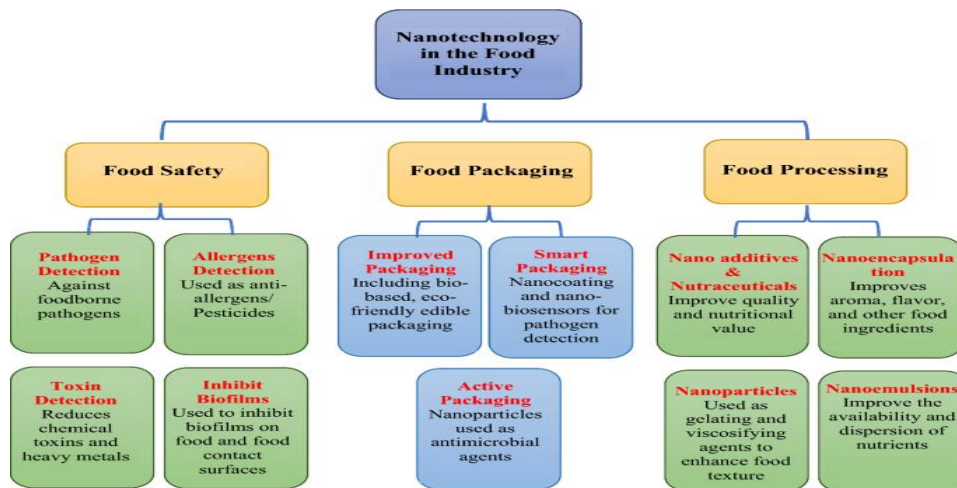 Nanotechnology
in the Food
Industry
Food Safety
Food Packaging
Food Processing
Pathogen
Detection
Against
foodborne
pathogens
Allergens
Detection
Used as anti-
allergens/
Pesticides
Improved
Packaging
Including bio-
based, eco-
friendly edible
packaging
Smart
Packaging
Nanocoating
and nano-
biosensors for
pathogen
detection
Nano additives
&
Nutraceuticals
Improve quality
and nutritional
value
Nanoencapsula
tion
Improves
aroma, flavor,
and other food
ingredients
Toxin
Detection
Reduces
chemical
toxins and
heavy metals
Inhibit
Biofilms
Used to inhibit
biofilms on
food and food
contact
surfaces
Active
Packaging
Nanoparticles
used as
antimicrobial
agents
Nanoparticles
Used as
gelating and
viscosifying
agents to
enhance food
texture
Nanoemulsions
Improve the
availability and
dispersion of
nutrients